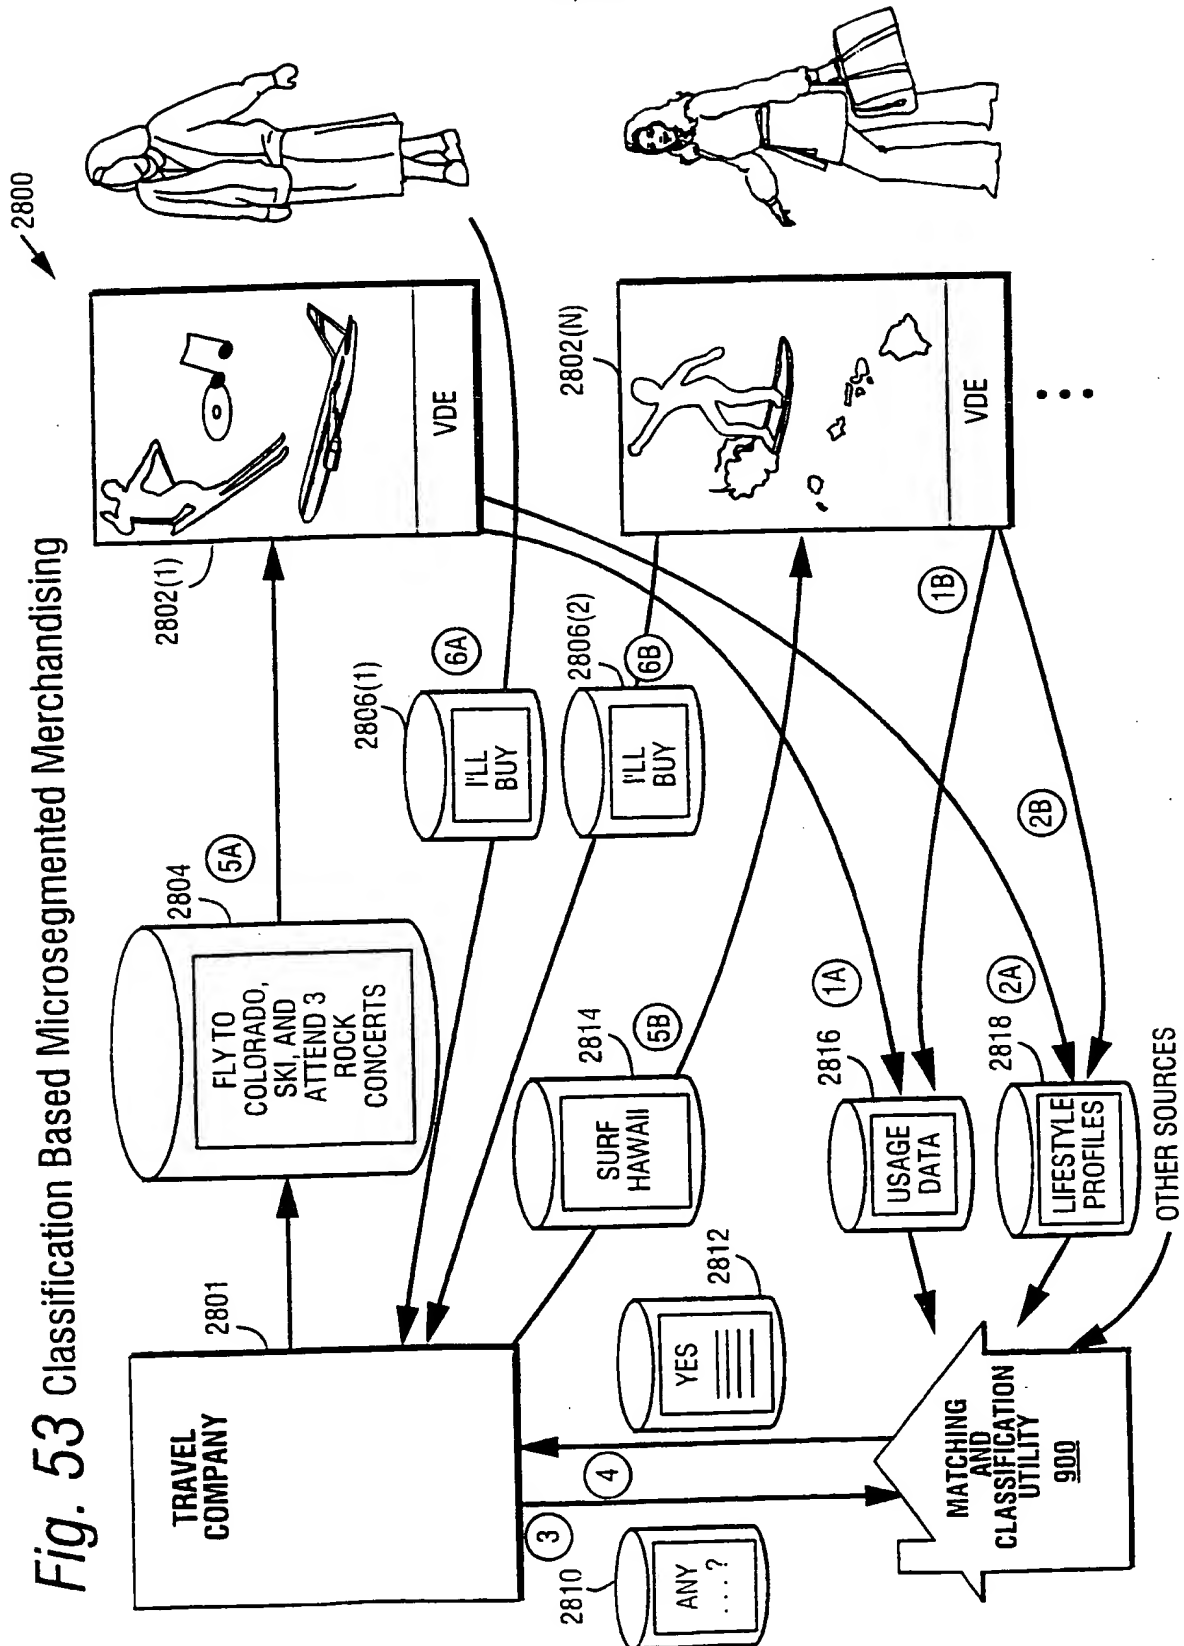 Fig. 53 Classification Based Microsegmented Merchandising
2800
TRAVEL
COMPANY
2801
2804
FLY TO
COLORADO,
SKI, AND
ATTEND 3
ROCK
CONCERTS
5A
2802(1)
VDE
2806(1)
I'LL
BUY
6A
2806(2)
I'LL
BUY
6B
2802(N)
VDE
2814
SURF
HAWAII
5B
1A
1B
2A
2B
2816
USAGE
DATA
2818
LIFESTYLE
PROFILES
OTHER SOURCES
2810
ANY
....?
3
4
2812
YES
MATCHING
AND
CLASSIFICATION
UTILITY
900